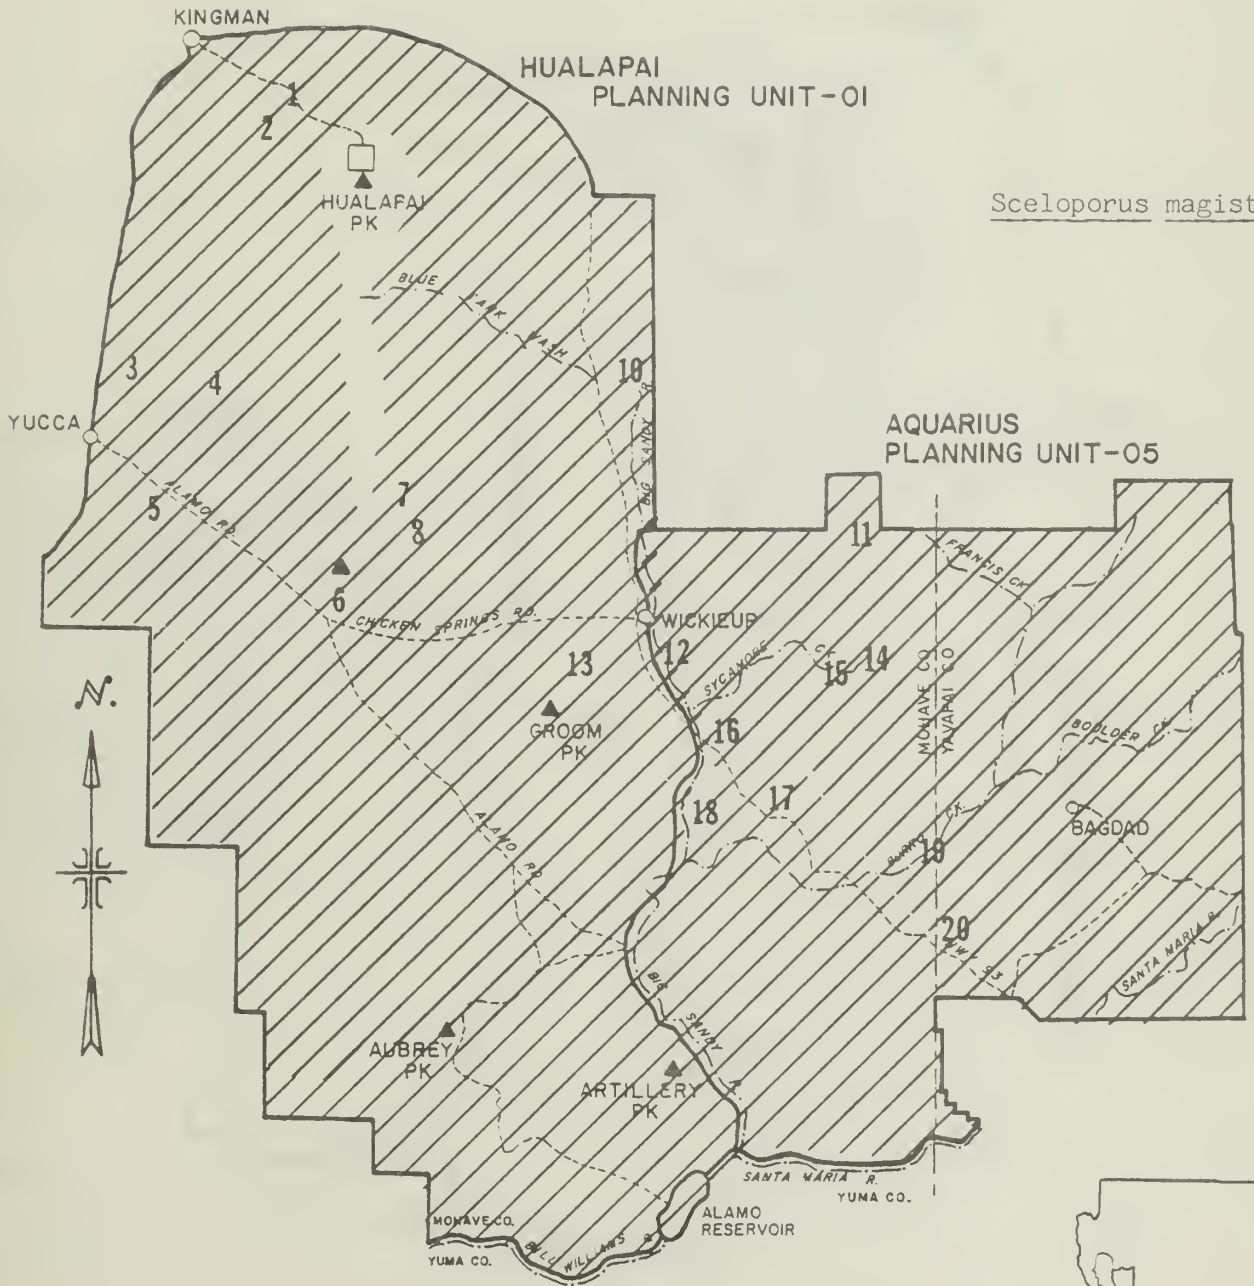 KINGMAN
HUALAPAI
PLANNING UNIT-01
1
2
HUALAPAI
PK
Sceloporus magist
BLUE TANK WASH
3
4
10
BIG SANDY R.
YUCCA
AQUARIUS
PLANNING UNIT-05
ALAMO RD.
5
7
8
11
FRANCIS CK
6
CHICKEN SPRINGS RD.
WICKIEUP
12
SYCAMORE CK
13
15
14
MOHAVE CO
YAVAPAI CO
N.
GROOM
PK
16
BOULDER CK
17
18
BAGDAD
ALAMO RD
BURRO CK.
19
20
HWY 93
SANTA MARIA R.
BIG SANDY R
AUBREY
PK
ARTILLERY
PK
SANTA MARIA R.
YUMA CO.
ALAMO
RESERVOIR
MOHAVE CO.
YUMA CO.
BILL WILLIAMS R.